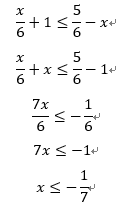 x/6 + 1 ≤ 5/6 − x↵
x/6 + x ≤ 5/6 − 1↵
7x/6 ≤ −1/6↵
7x ≤ −1↵
x ≤ −1/7↵